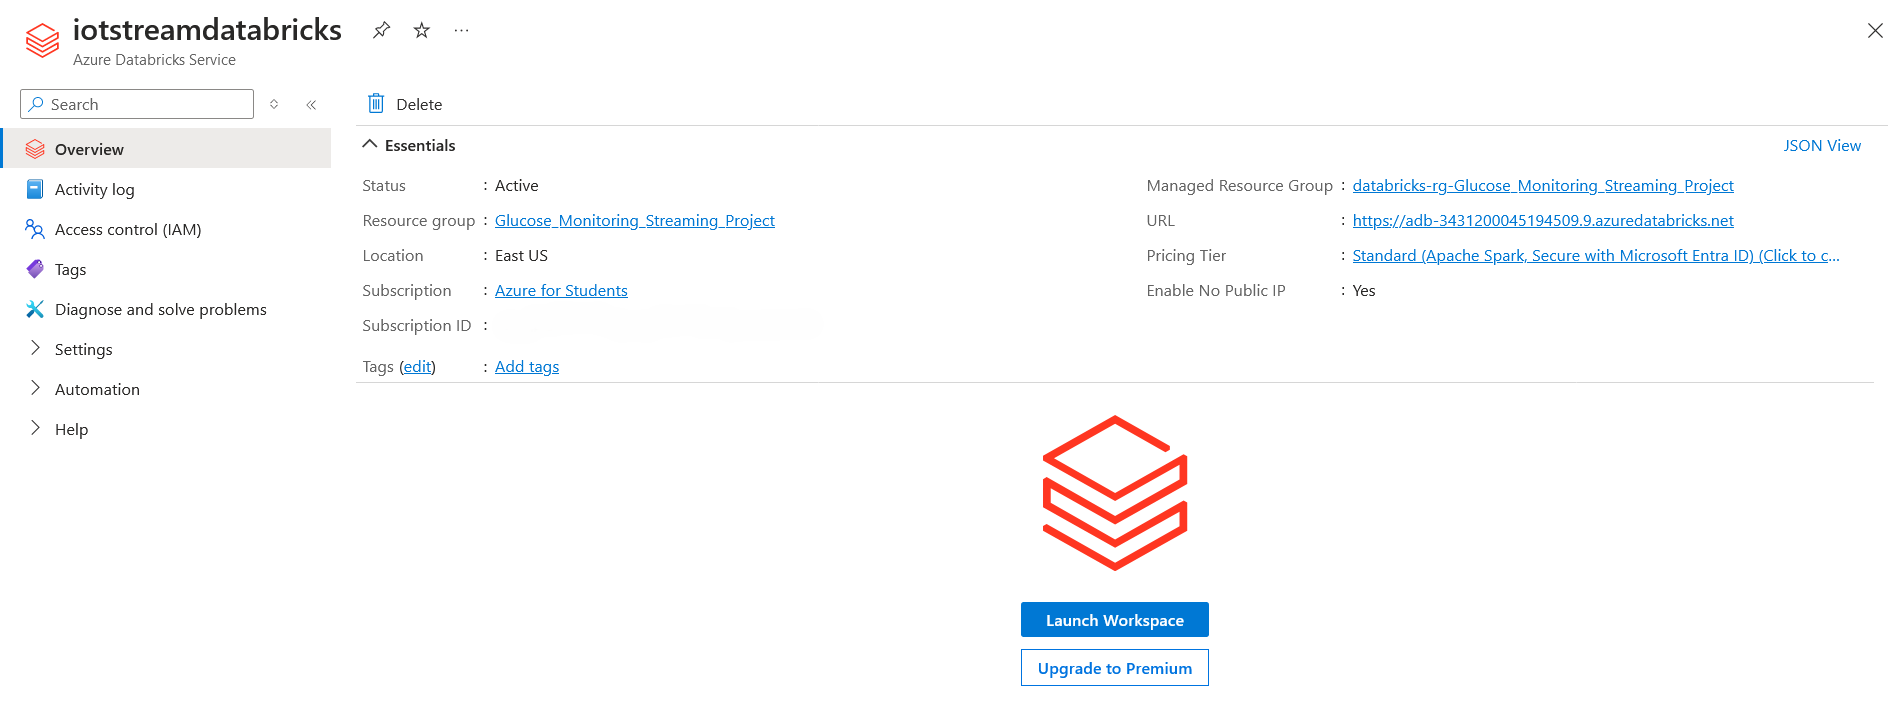 iotstreamdatabricks
Azure Databricks Service
Search
Overview
Activity log
Access control (IAM)
Tags
Diagnose and solve problems
Settings
Automation
Help
Delete
Essentials
JSON View
Status : Active
Resource group : Glucose_Monitoring_Streaming_Project
Location : East US
Subscription : Azure for Students
Subscription ID :
Tags (edit) : Add tags
Managed Resource Group : databricks-rg-Glucose_Monitoring_Streaming_Project
URL : https://adb-3431200045194509.9.azuredatabricks.net
Pricing Tier : Standard (Apache Spark, Secure with Microsoft Entra ID) (Click to c...
Enable No Public IP : Yes
Launch Workspace
Upgrade to Premium